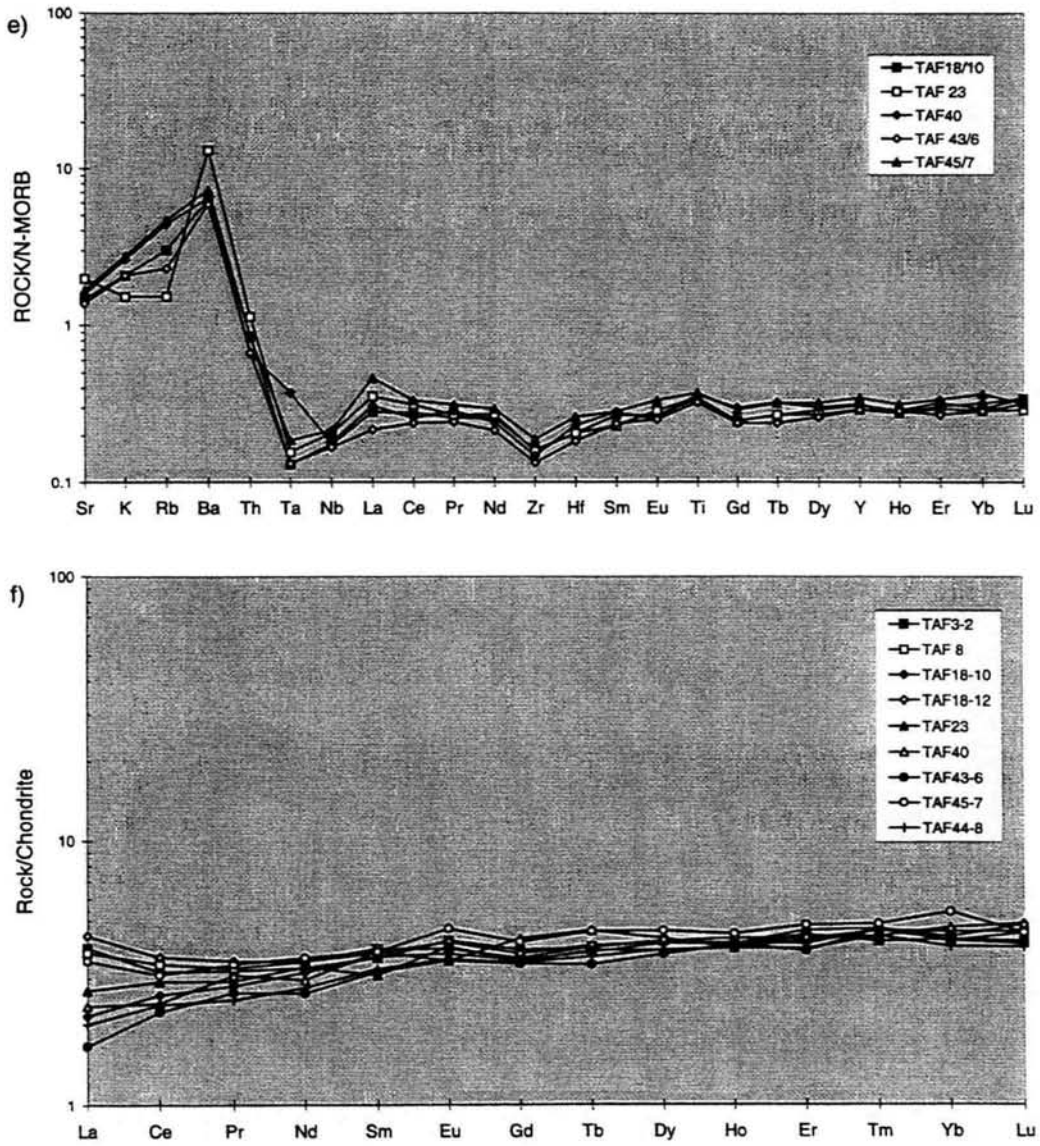 e)
100
10
1
0.1
ROCK/N-MORB
TAF18/10
TAF 23
TAF40
TAF 43/6
TAF45/7
Sr K Rb Ba Th Ta Nb La Ce Pr Nd Zr Hf Sm Eu Ti Gd Tb Dy Y Ho Er Yb Lu
f)
100
10
1
Rock/Chondrite
TAF3-2
TAF 8
TAF18-10
TAF18-12
TAF23
TAF40
TAF43-6
TAF45-7
TAF44-8
La Ce Pr Nd Sm Eu Gd Tb Dy Ho Er Tm Yb Lu